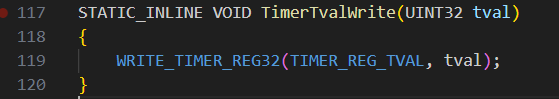 117 STATIC_INLINE VOID TimerTvalWrite(UINT32 tval)
118 {
119     WRITE_TIMER_REG32(TIMER_REG_TVAL, tval);
120 }